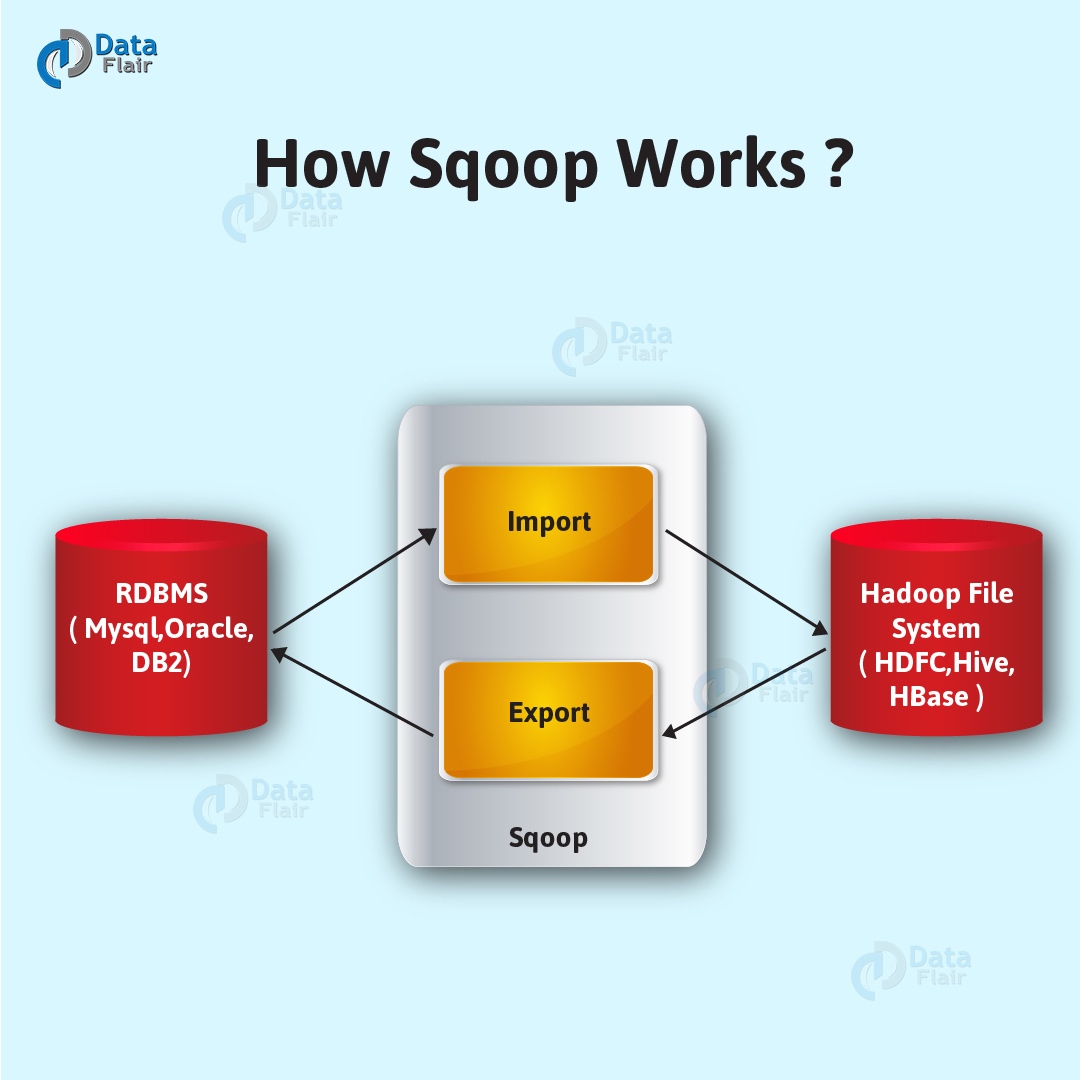 Data
Flair
How Sqoop Works ?
Data
Flair
Data
Flair
Import
RDBMS
( Mysql,Oracle,
DB2)
Hadoop File
System
( HDFC,Hive,
HBase )
Export
Data
Flair
Data
Flair
Sqoop
Data
Flair